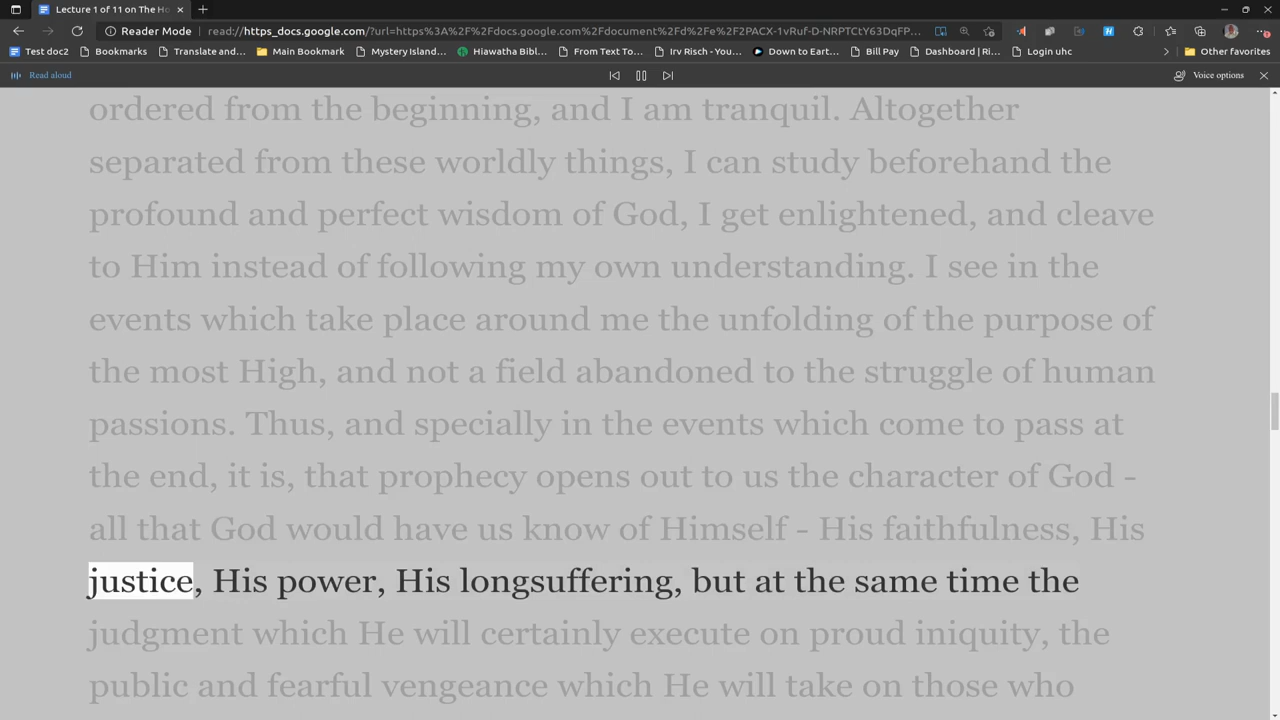 Lecture 1 of 11 on The Ho
Reader Mode
read://https_docs.google.com/?url=https%3A%2F%2Fdocs.google.com%2Fdocument%2Fd%2Fe%2F2PACX-1vRuf-D-NRPTCtY63DqFP...
Test doc2
Bookmarks
Translate and...
Main Bookmark
Mystery Island...
Hiawatha Bibl...
From Text To...
Irv Risch - You...
Down to Eart...
Bill Pay
Dashboard | Ri...
Login uhc
Other favorites
Read aloud
Voice options
ordered from the beginning, and I am tranquil. Altogether
separated from these worldly things, I can study beforehand the
profound and perfect wisdom of God, I get enlightened, and cleave
to Him instead of following my own understanding. I see in the
events which take place around me the unfolding of the purpose of
the most High, and not a field abandoned to the struggle of human
passions. Thus, and specially in the events which come to pass at
the end, it is, that prophecy opens out to us the character of God -
all that God would have us know of Himself - His faithfulness, His
justice, His power, His longsuffering, but at the same time the
judgment which He will certainly execute on proud iniquity, the
public and fearful vengeance which He will take on those who